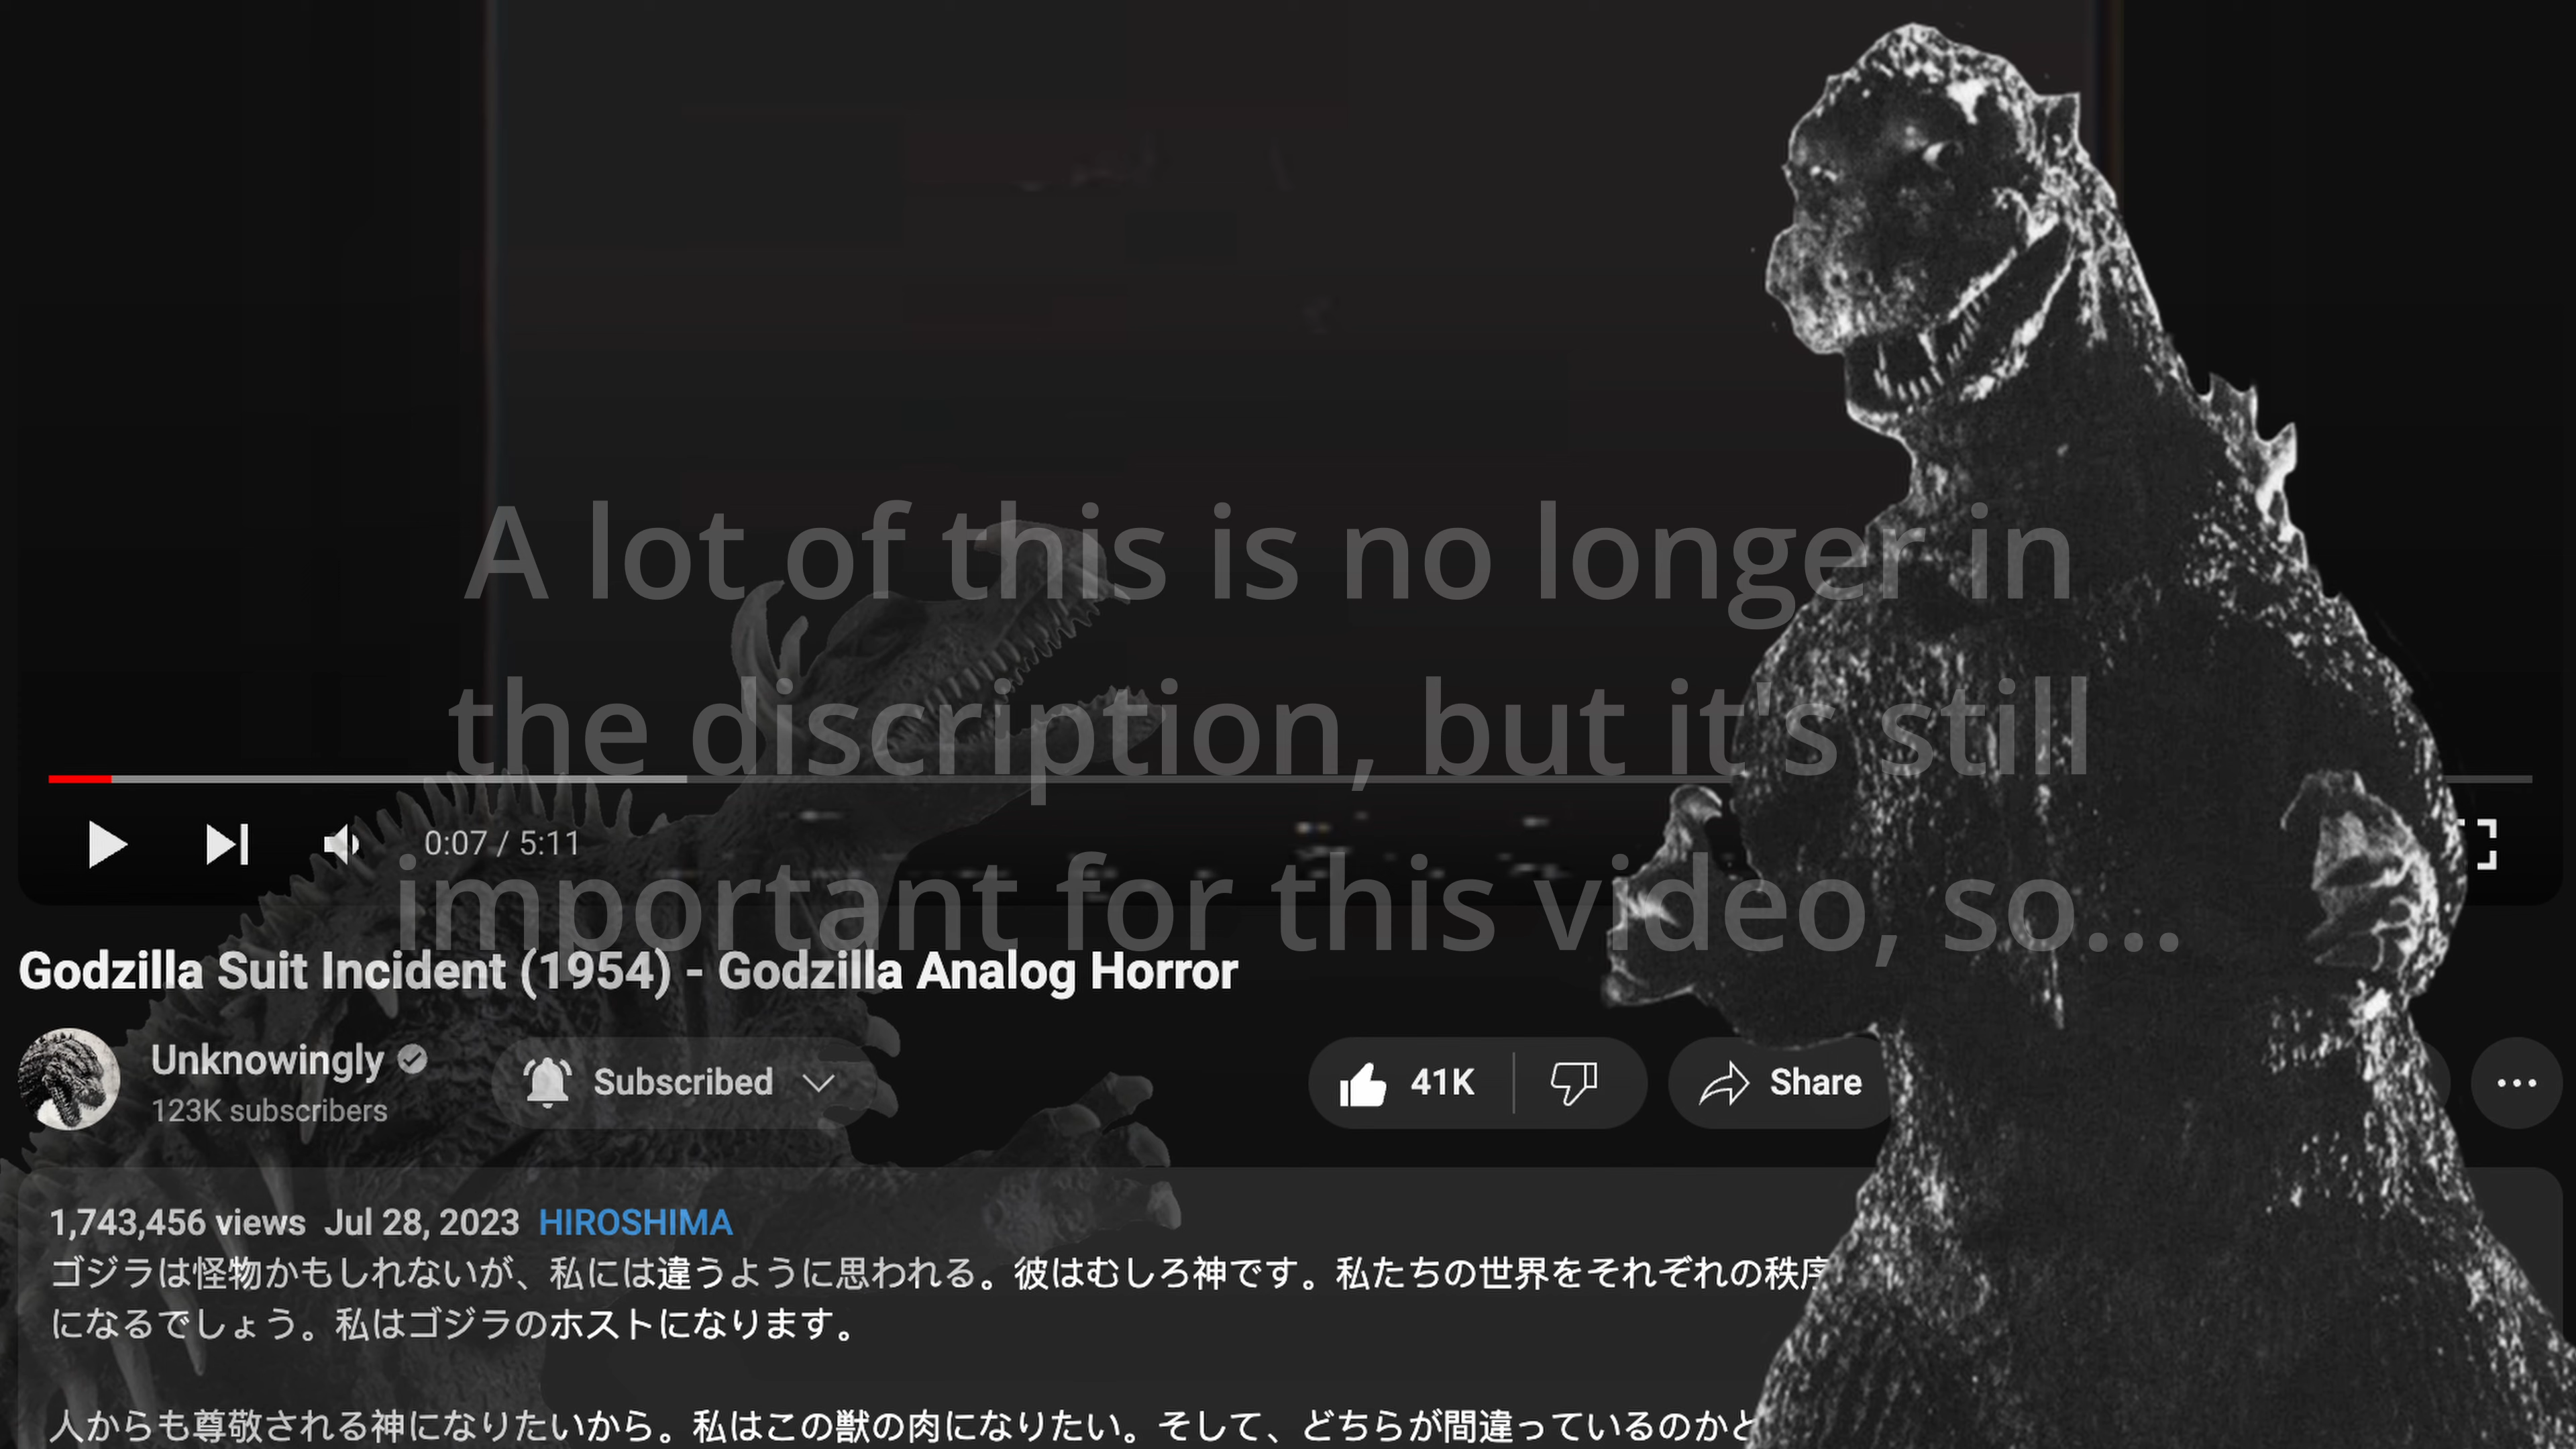 A lot of this is no longer in
the discription, but it's still
important for this video, so...
0:07 / 5:11
Godzilla Suit Incident (1954) - Godzilla Analog Horror
Unknowingly
123K subscribers
Subscribed
41K
Share
1,743,456 views Jul 28, 2023 HIROSHIMA
ゴジラは怪物かもしれないが、私には違うように思われる。彼はむしろ神です。私たちの世界をそれぞれの秩序
になるでしょう。私はゴジラのホストになります。
人からも尊敬される神になりたいから。私はこの獣の肉になりたい。そして、どちらが間違っているのかと